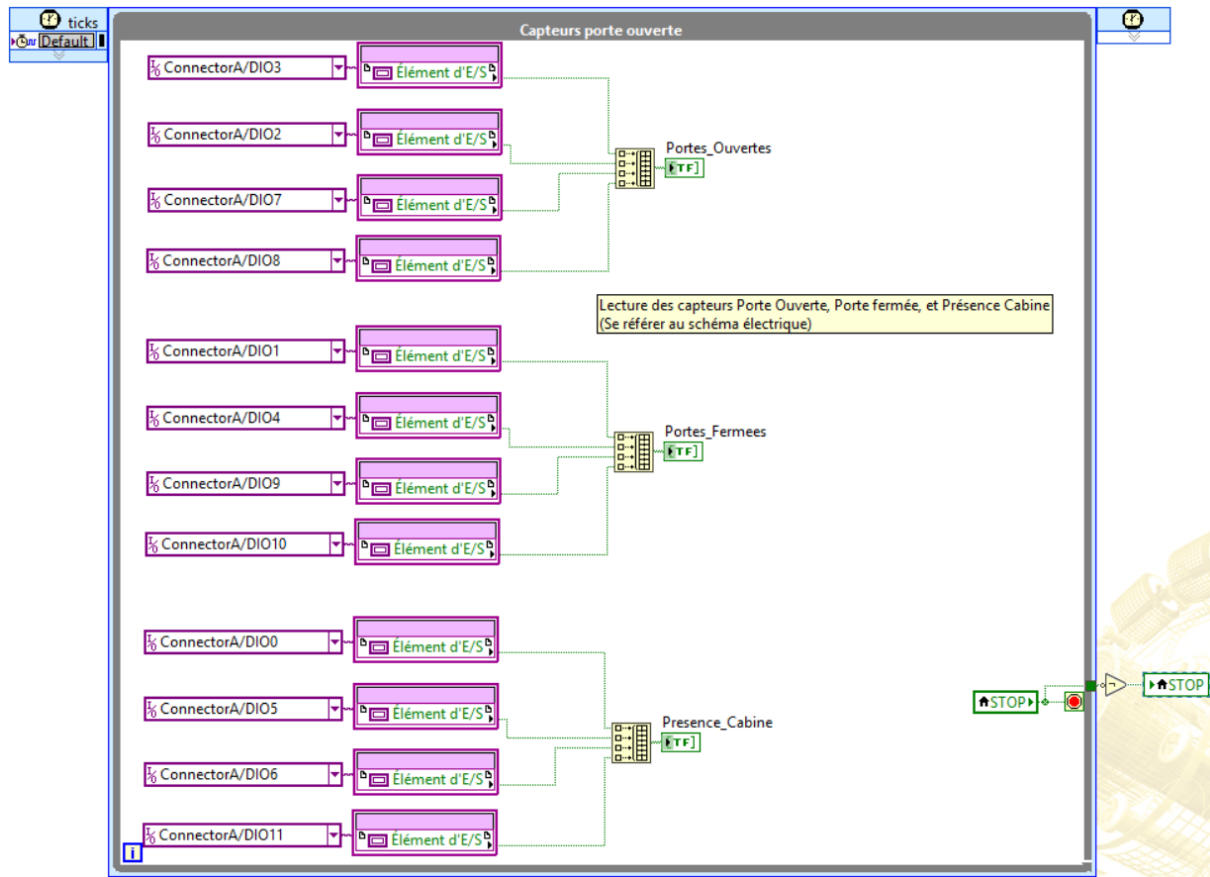 ticks
Default
Capteurs porte ouverte
ConnectorA/DIO3
Élément d'E/S
ConnectorA/DIO2
Élément d'E/S
Portes_Ouvertes
TF
ConnectorA/DIO7
Élément d'E/S
ConnectorA/DIO8
Élément d'E/S
Lecture des capteurs Porte Ouverte, Porte fermée, et Présence Cabine
(Se référer au schéma électrique)
ConnectorA/DIO1
Élément d'E/S
ConnectorA/DIO4
Élément d'E/S
Portes_Fermees
TF
ConnectorA/DIO9
Élément d'E/S
ConnectorA/DIO10
Élément d'E/S
ConnectorA/DIO0
Élément d'E/S
ConnectorA/DIO5
Élément d'E/S
Presence_Cabine
TF
STOP
STOP
ConnectorA/DIO6
Élément d'E/S
ConnectorA/DIO11
Élément d'E/S
i